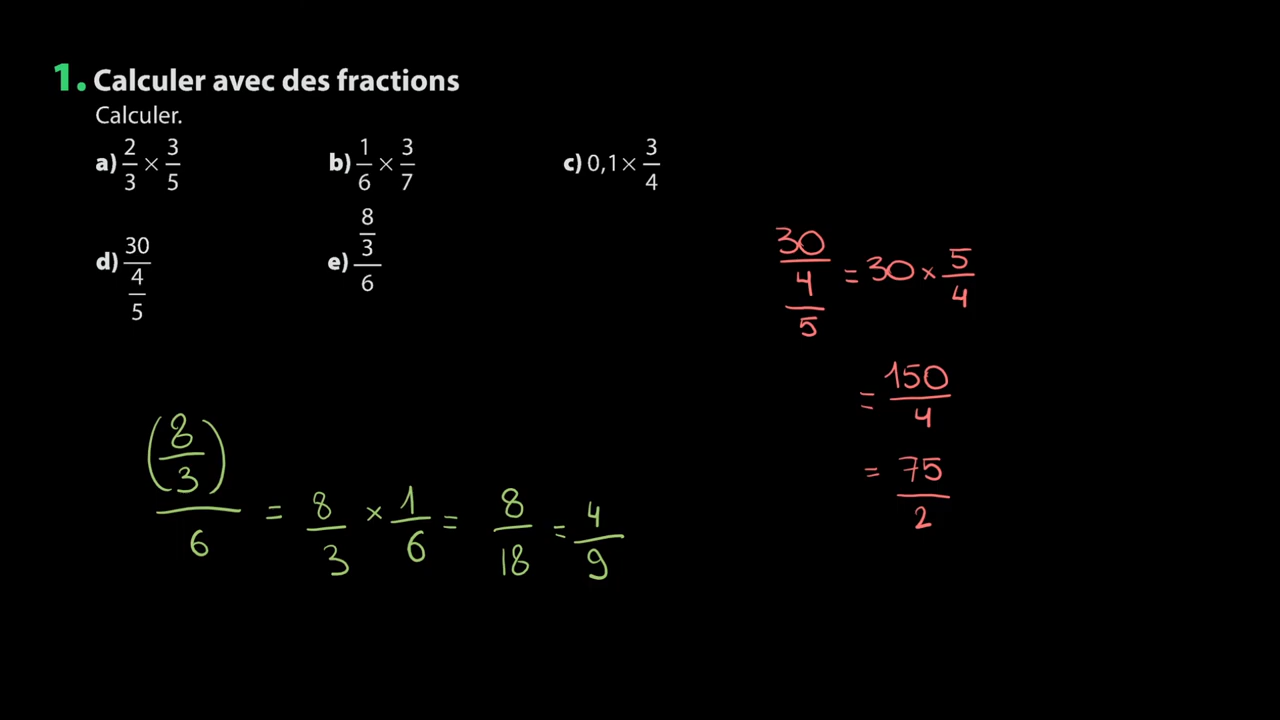 1. Calculer avec des fractions
Calculer.
a) 2/3 × 3/5
b) 1/6 × 3/7
c) 0,1 × 3/4
d) 30/(4/5)
e) (8/3)/6
30/(4/5) = 30 × 5/4
= 150/4
= 75/2
(8/3)/6 = 8/3 × 1/6 = 8/18 = 4/9